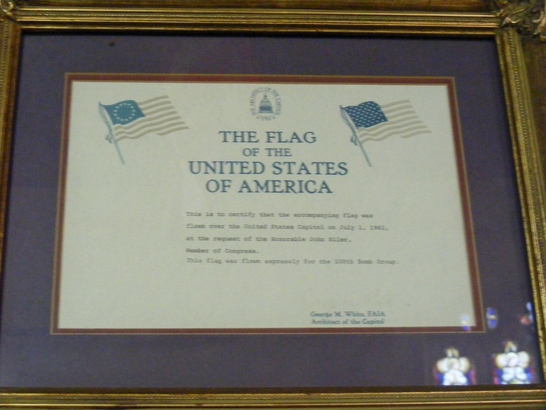 THE FLAG
OF THE
UNITED STATES
OF AMERICA
This is to certify that the accompanying flag was
flown over the United States Capitol on July 1, 1982,
at the request of the Honorable John Hiler,
Member of Congress.
This flag was flown expressly for the 100th Bomb Group.
George M. White, FAIA
Architect of the Capitol